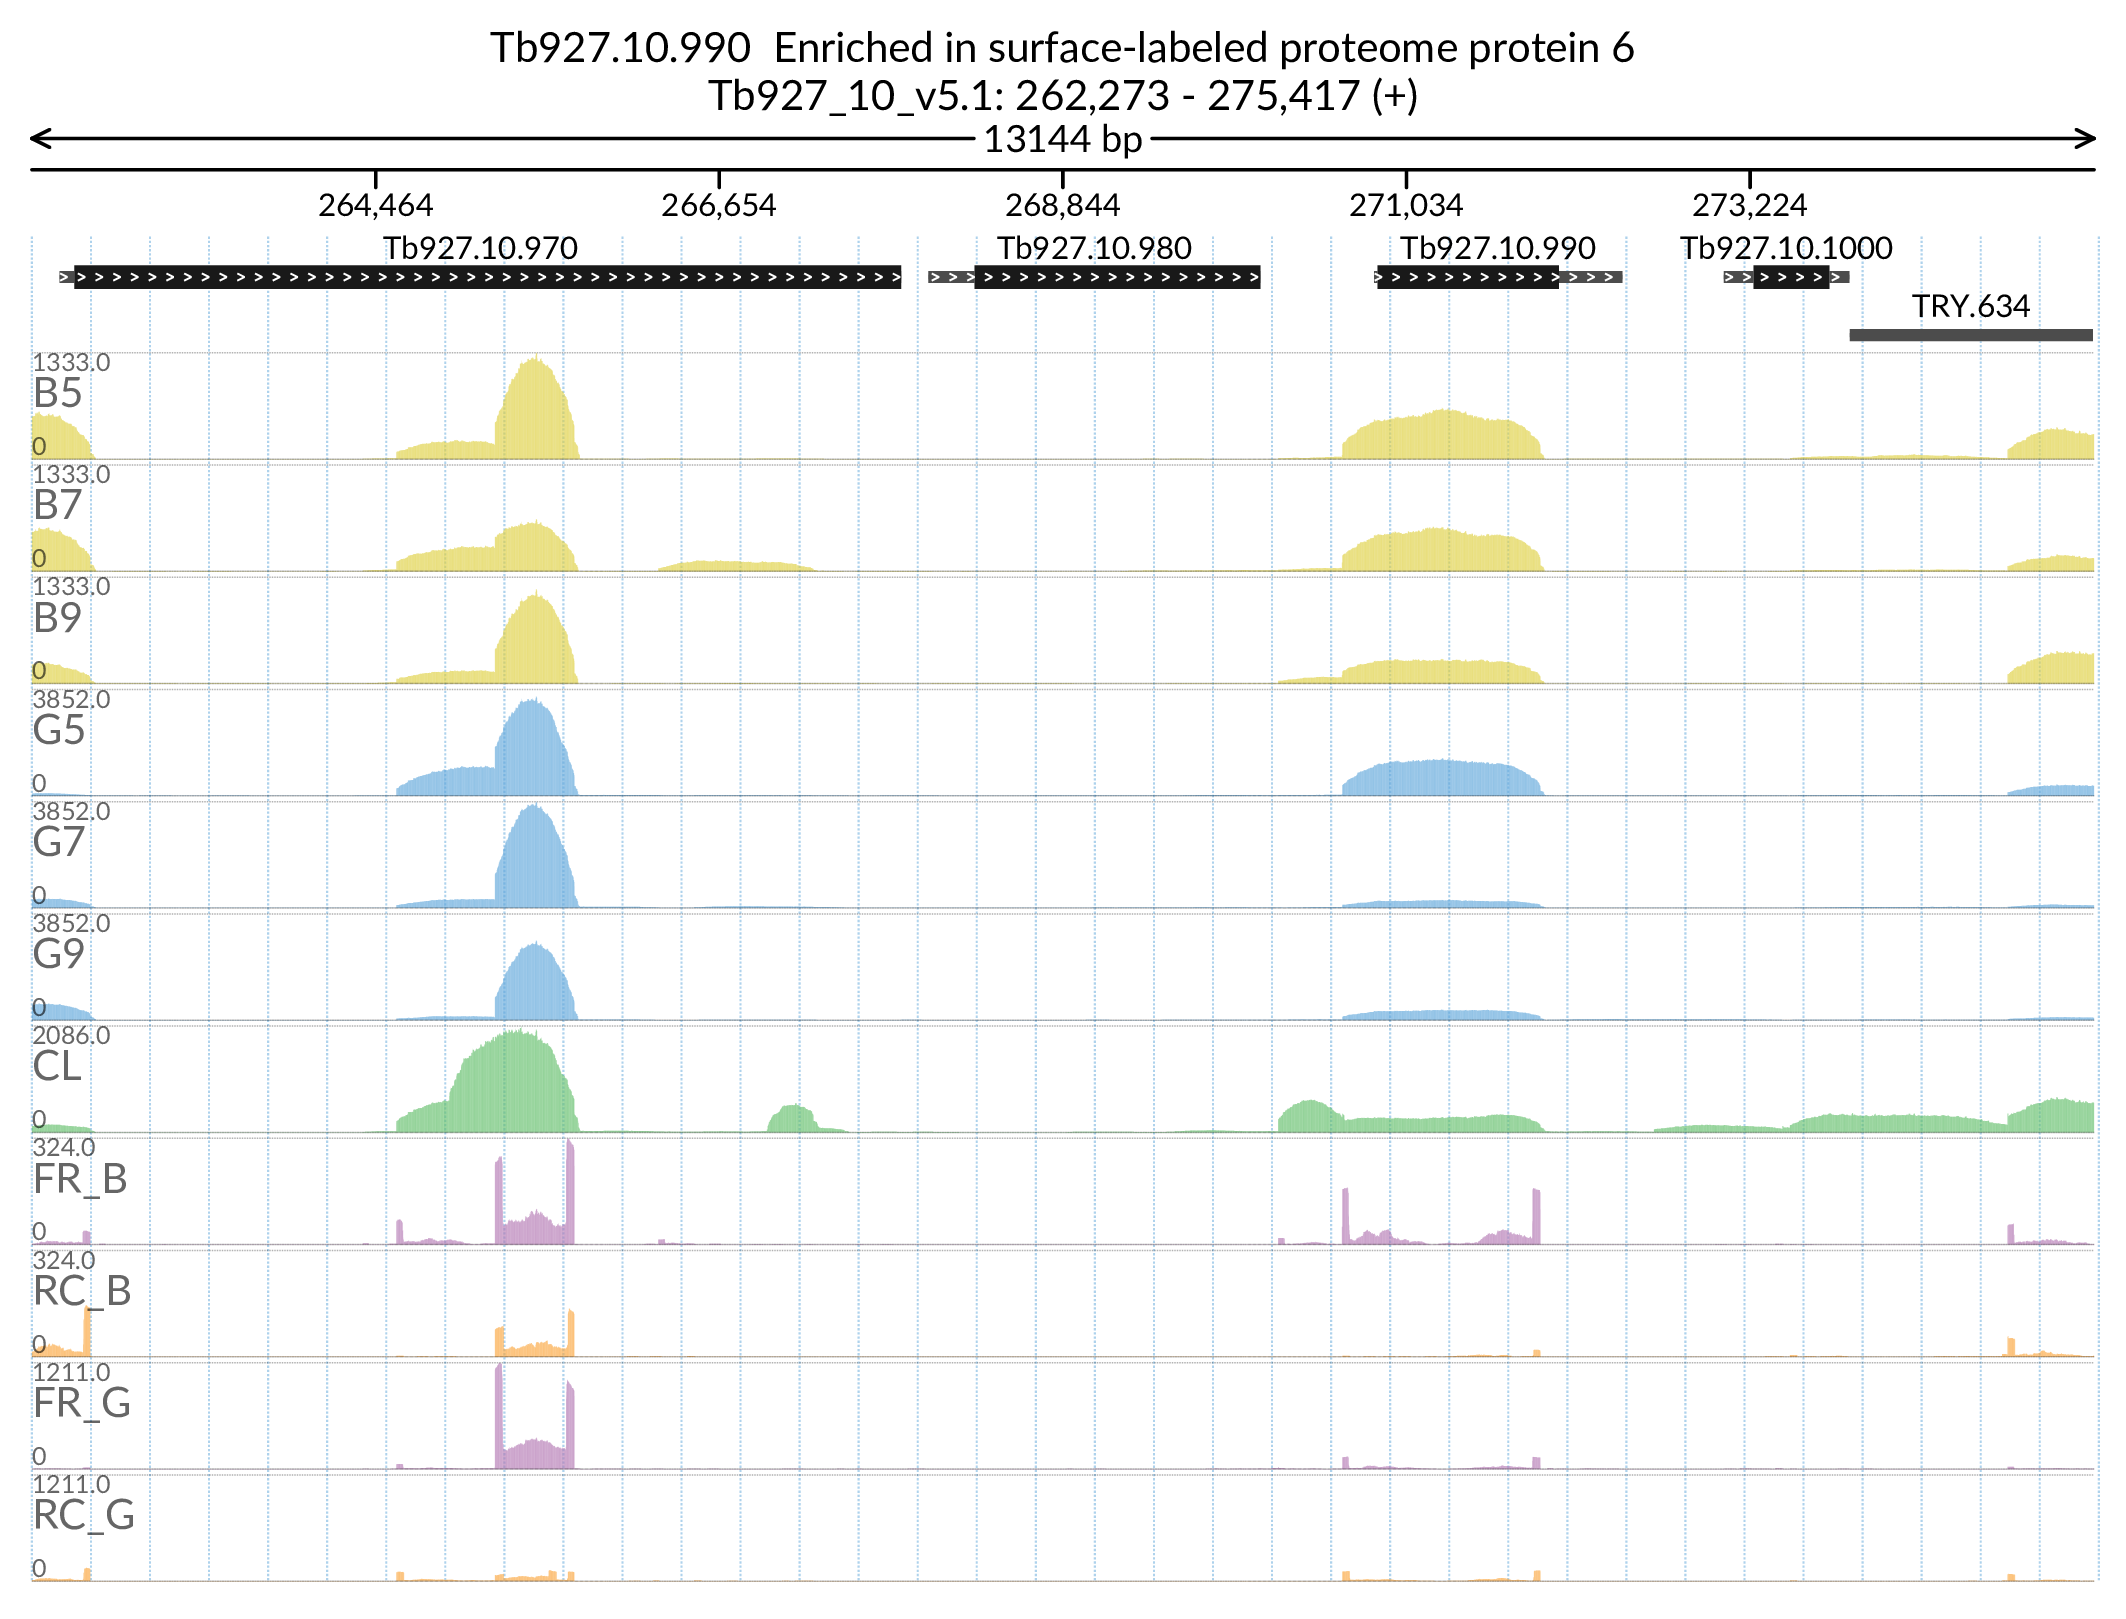 Tb927.10.990 Enriched in surface-labeled proteome protein 6
Tb927_10_v5.1: 262,273 - 275,417 (+)
13144 bp
264,464 266,654 268,844 271,034 273,224
Tb927.10.970 Tb927.10.980 Tb927.10.990 Tb927.10.1000
TRY.634
1333.0
B5
0
1333.0
B7
0
1333.0
B9
0
3852.0
G5
0
3852.0
G7
0
3852.0
G9
0
2086.0
CL
0
324.0
FR_B
0
324.0
RC_B
0
1211.0
FR_G
0
1211.0
RC_G
0